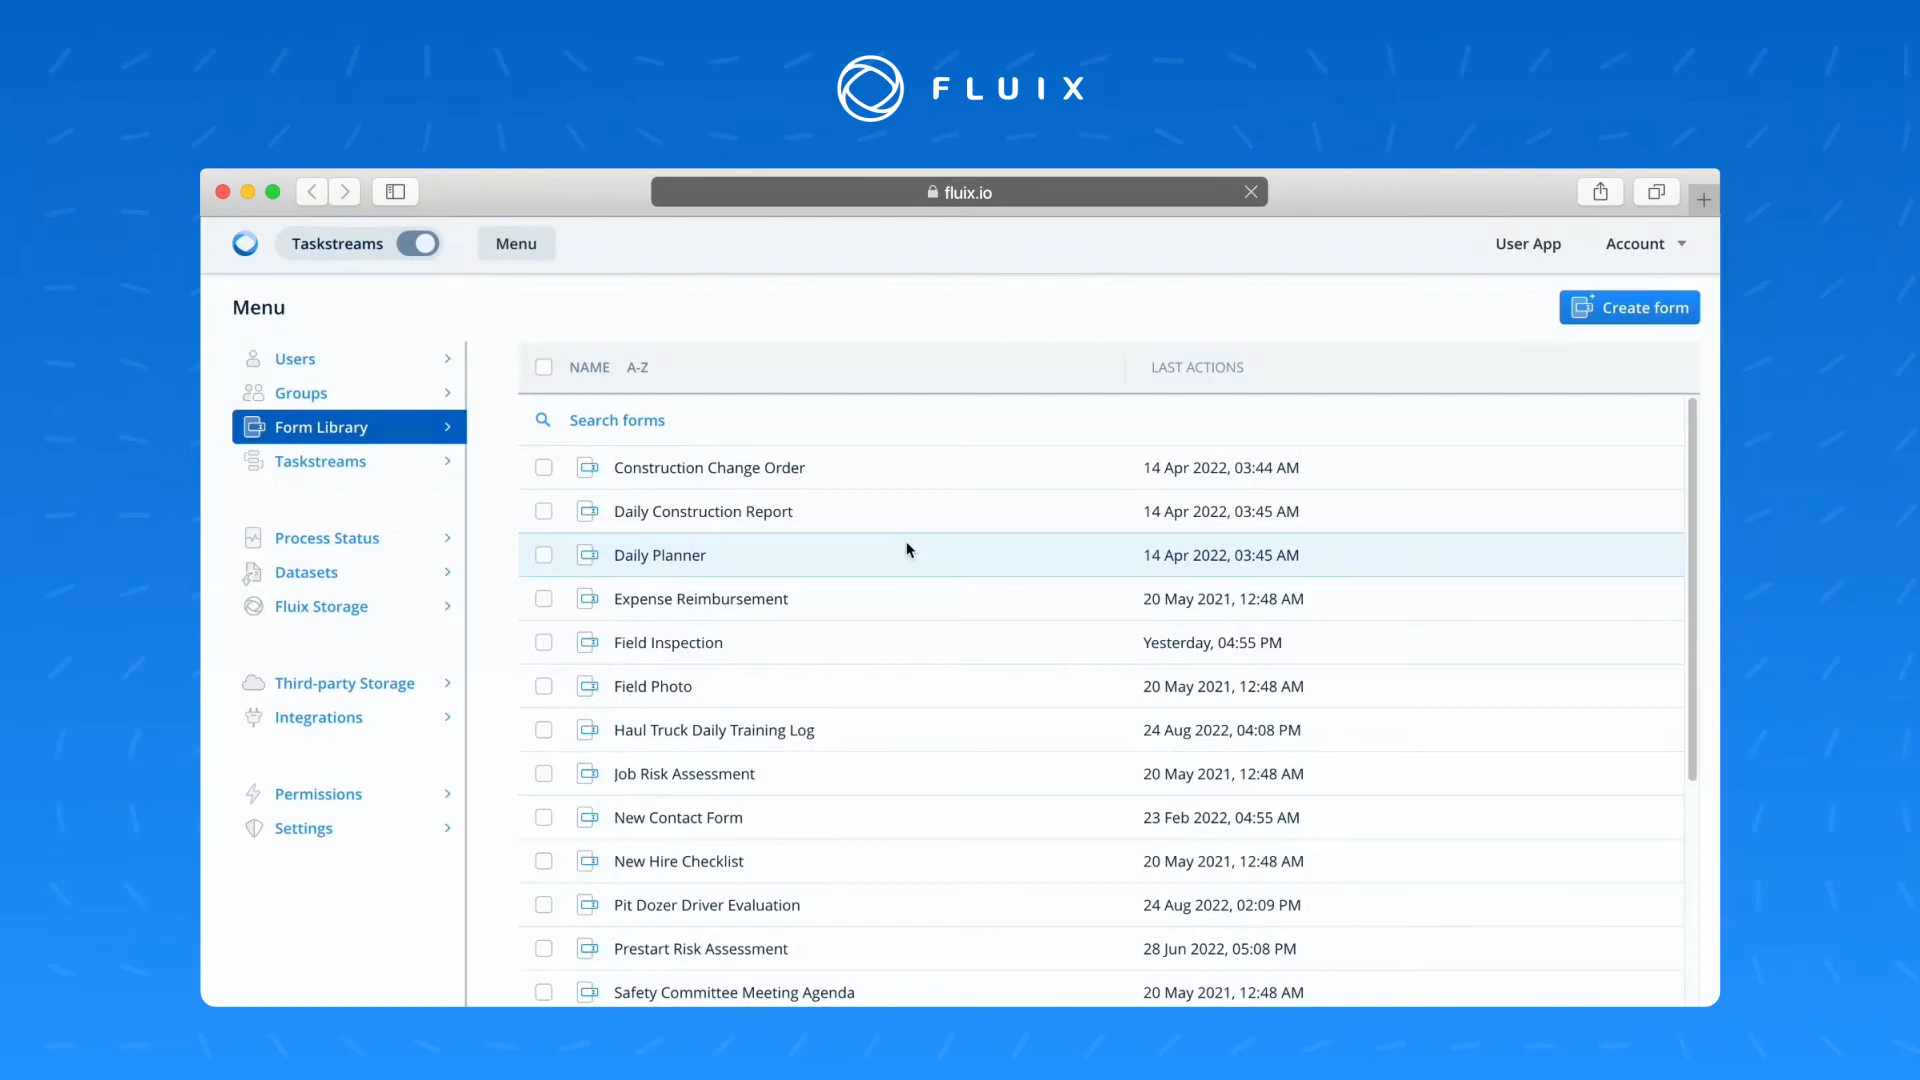 FLUIX
fluix.io
Taskstreams
Menu
User App
Account
Menu
Create form
Users
Groups
Form Library
Taskstreams
Process Status
Datasets
Fluix Storage
Third-party Storage
Integrations
Permissions
Settings
NAME A-Z LAST ACTIONS
Search forms
Construction Change Order 14 Apr 2022, 03:44 AM
Daily Construction Report 14 Apr 2022, 03:45 AM
Daily Planner 14 Apr 2022, 03:45 AM
Expense Reimbursement 20 May 2021, 12:48 AM
Field Inspection Yesterday, 04:55 PM
Field Photo 20 May 2021, 12:48 AM
Haul Truck Daily Training Log 24 Aug 2022, 04:08 PM
Job Risk Assessment 20 May 2021, 12:48 AM
New Contact Form 23 Feb 2022, 04:55 AM
New Hire Checklist 20 May 2021, 12:48 AM
Pit Dozer Driver Evaluation 24 Aug 2022, 02:09 PM
Prestart Risk Assessment 28 Jun 2022, 05:08 PM
Safety Committee Meeting Agenda 20 May 2021, 12:48 AM